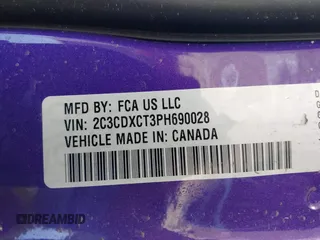 MFD BY: FCA US LLC
VIN: 2C3CDXCT3PH690028
VEHICLE MADE IN: CANADA
DREAMBID